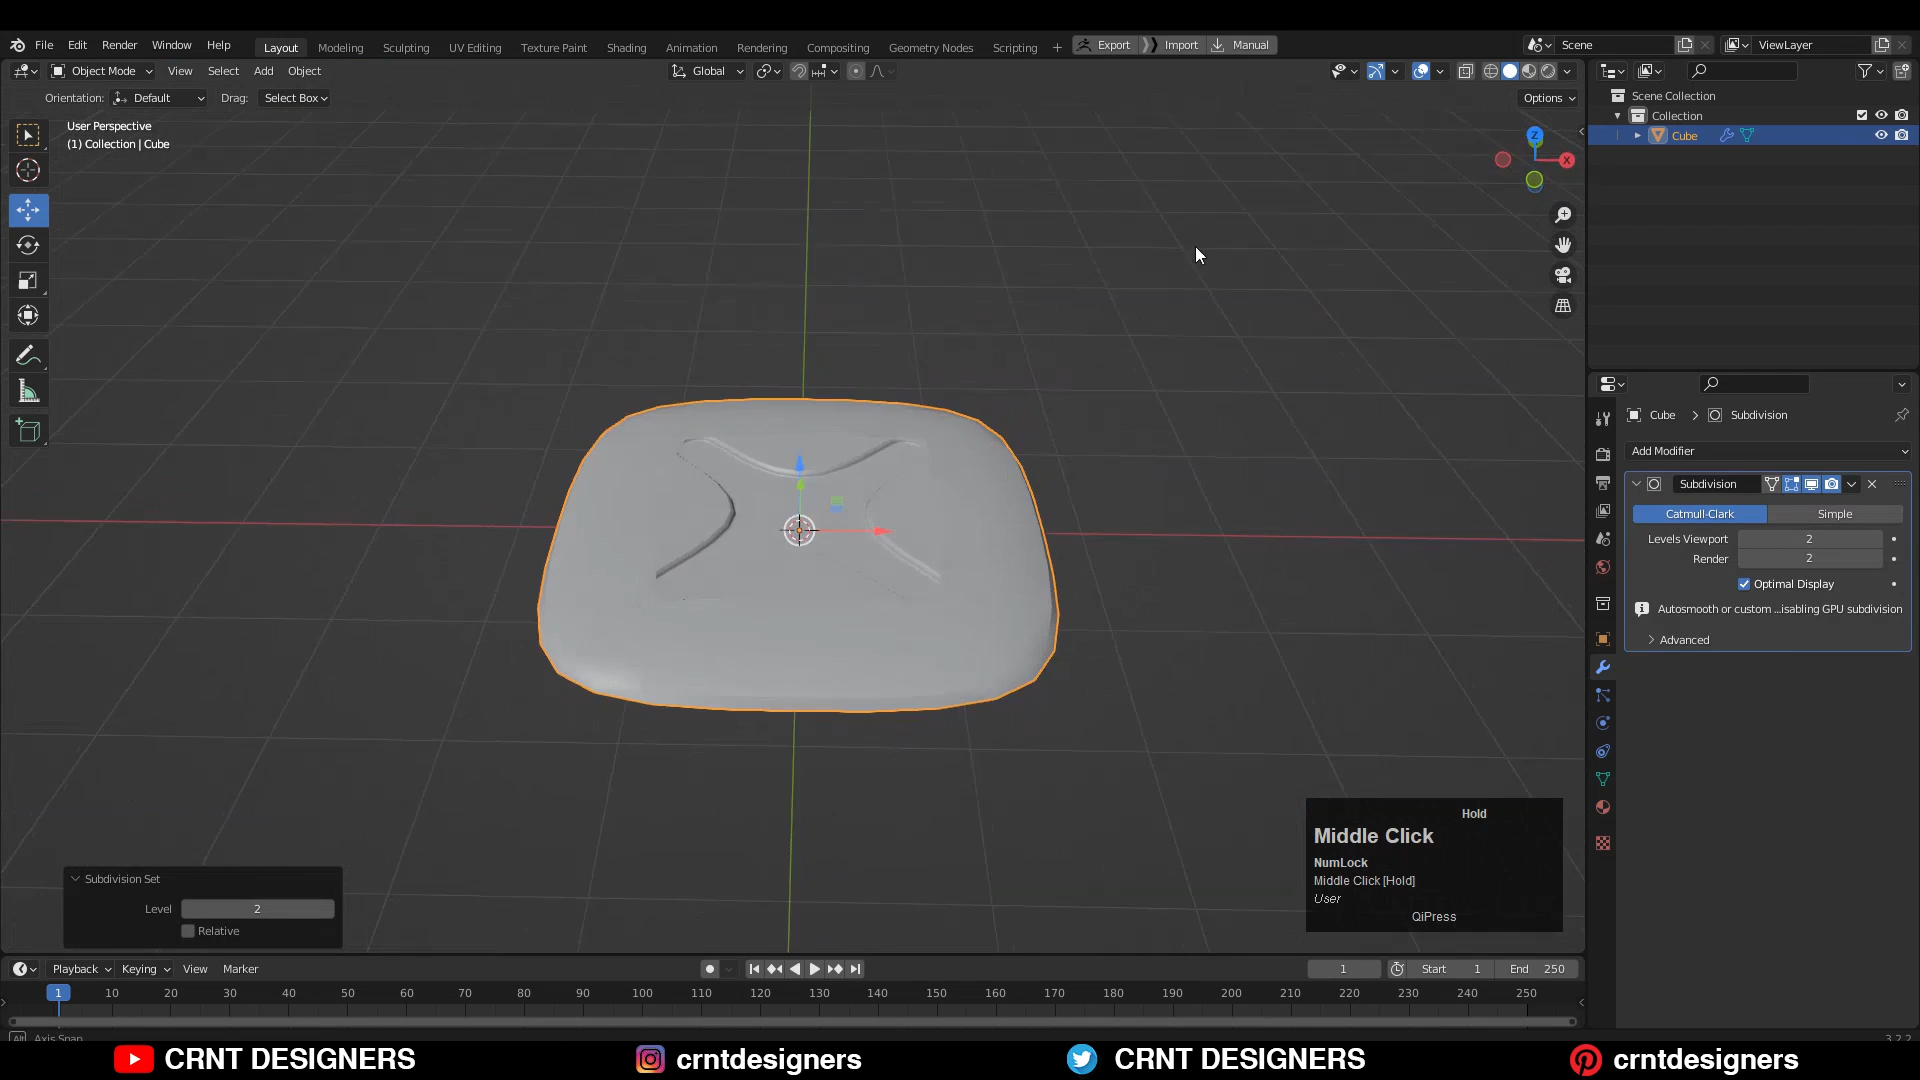 File Edit Render Window Help Layout Modeling Sculpting UV Editing Texture Paint Shading Animation Rendering Compositing Geometry Nodes Scripting + Export Import Manual Scene ViewLayer
Object Mode View Select Add Object Global
Orientation: Default Drag: Select Box Options
User Perspective
(1) Collection | Cube
Z
X
Scene Collection
Collection
Cube
Cube > Subdivision
Add Modifier
Subdivision
Catmull-Clark Simple
Levels Viewport 2
Render 2
Optimal Display
Autosmooth or custom ...isabling GPU subdivision
Advanced
Hold
Middle Click
NumLock
Middle Click [Hold]
User
QiPress
Subdivision Set
Level 2
Relative
Playback Keying View Marker 1 Start 1 End 250
1 10 20 30 40 50 60 70 80 90 100 110 120 130 140 150 160 170 180 190 200 210 220 230 240 250
Alt Axis Snap 3.2.2
CRNT DESIGNERS crntdesigners CRNT DESIGNERS crntdesigners